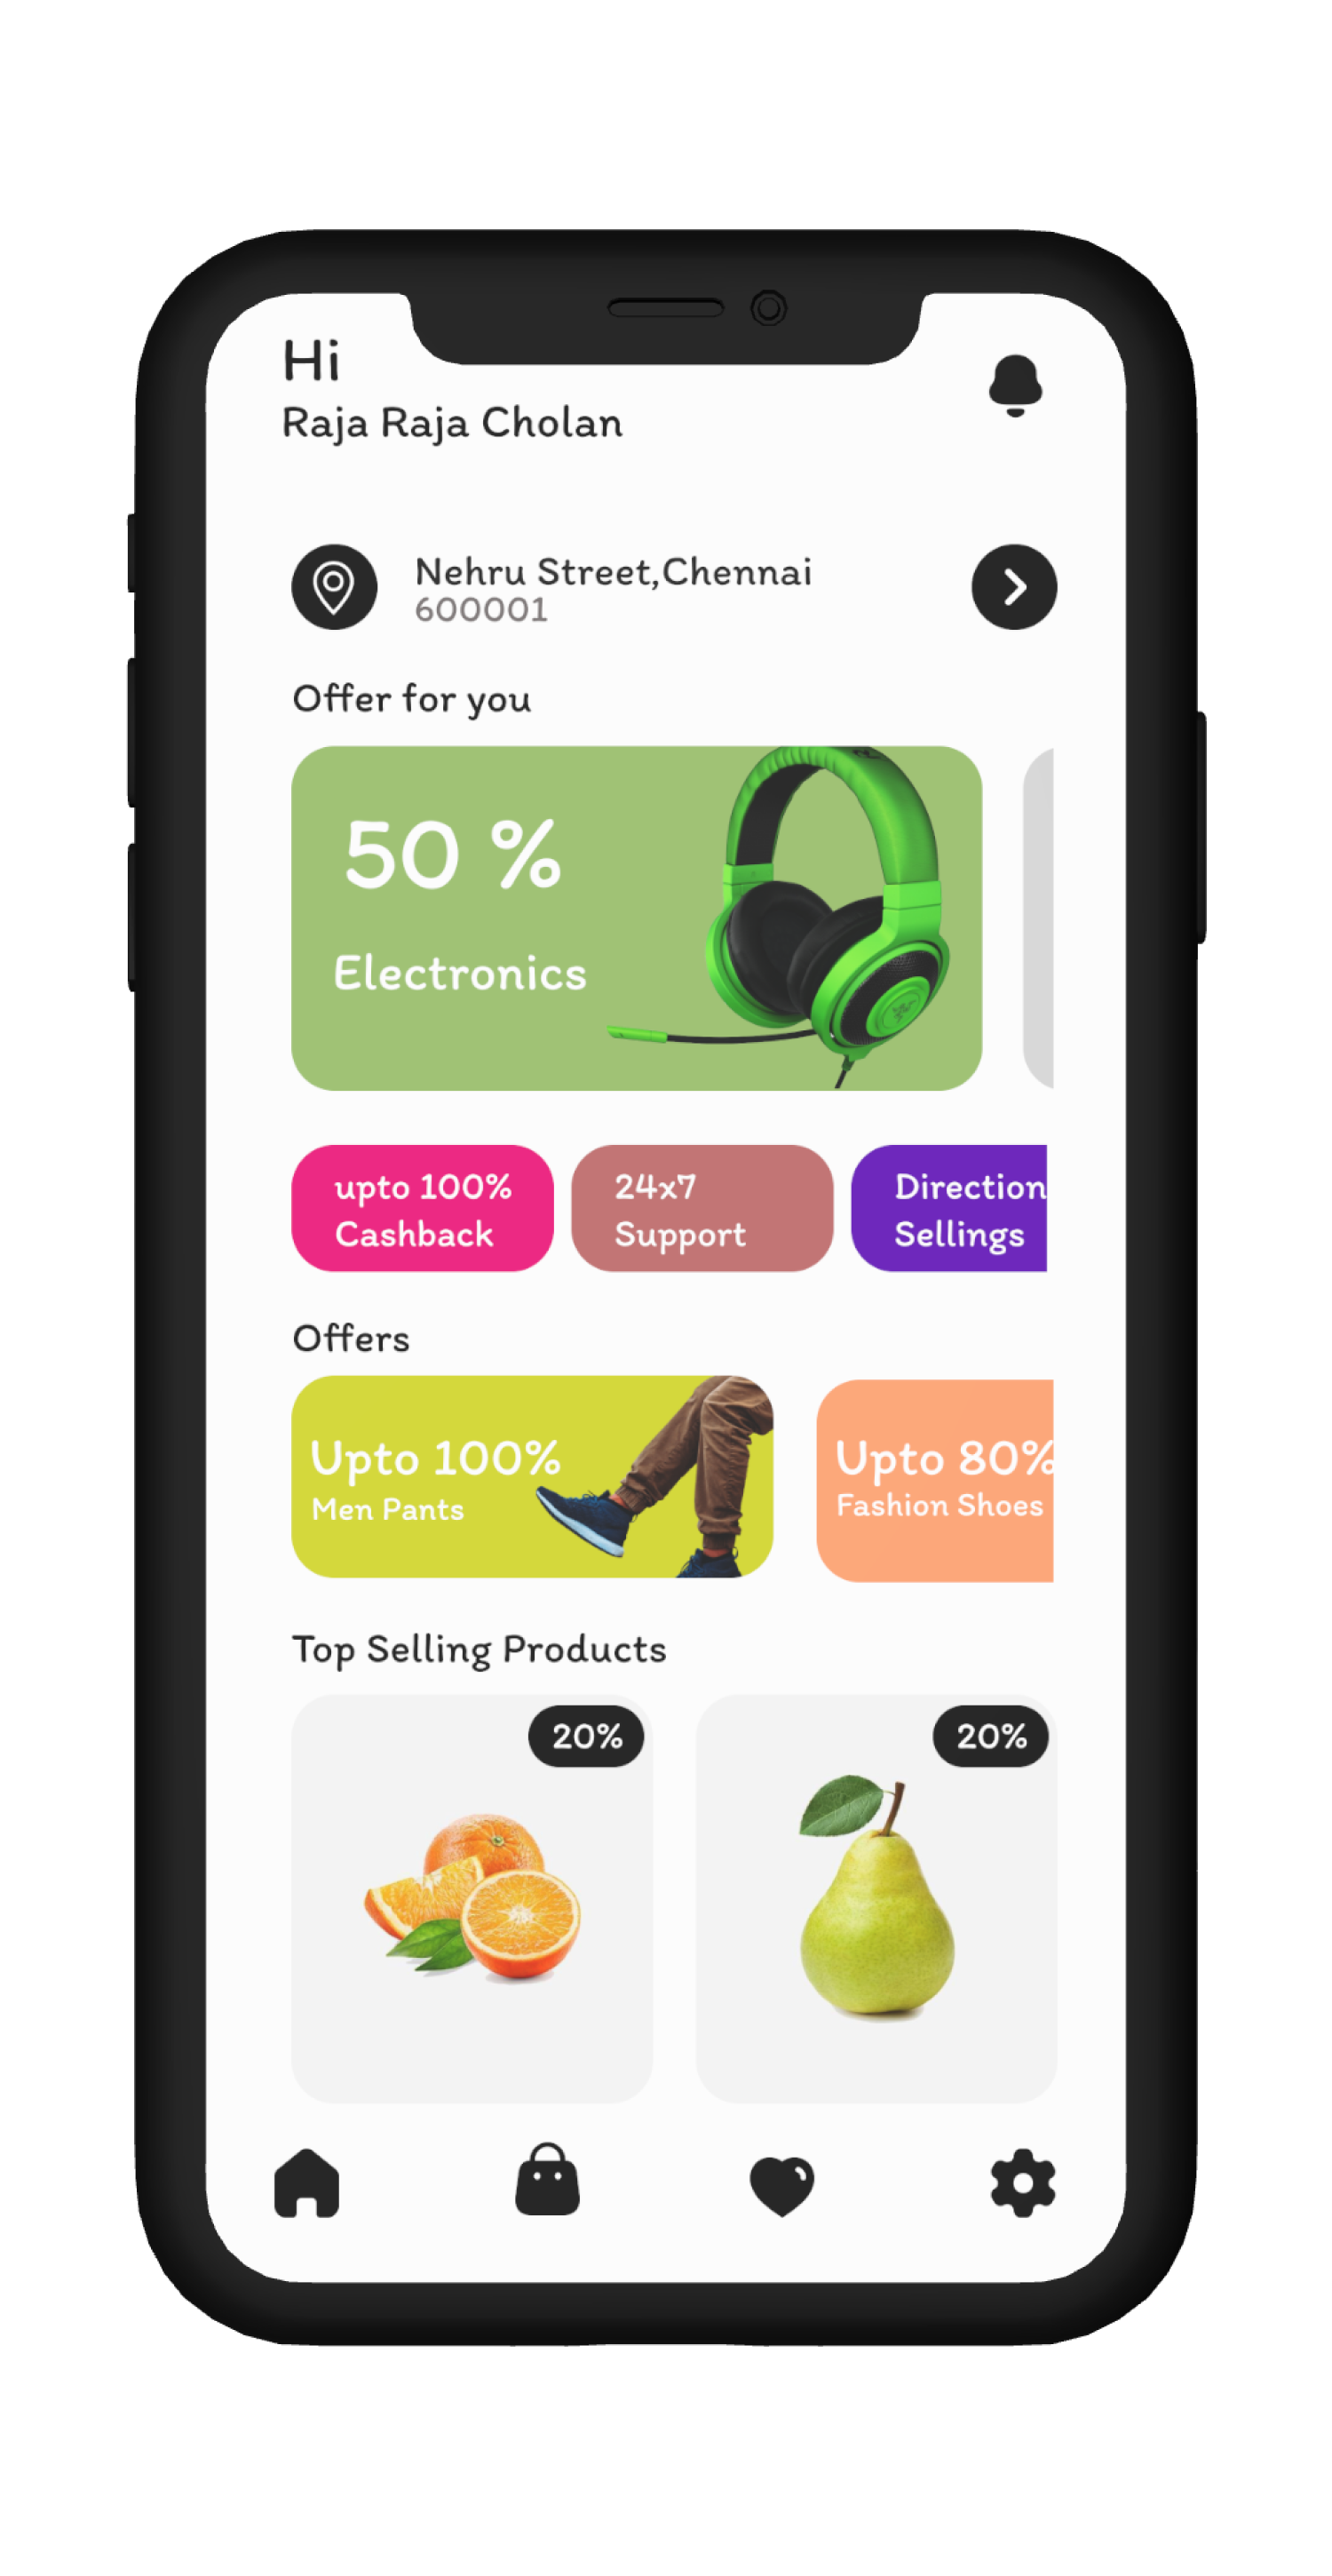 Hi
Raja Raja Cholan
Nehru Street,Chennai
600001
Offer for you
50 %
Electronics
upto 100%
Cashback
24x7
Support
Direction
Sellings
Offers
Upto 100%
Men Pants
Upto 80%
Fashion Shoes
Top Selling Products
20%
20%